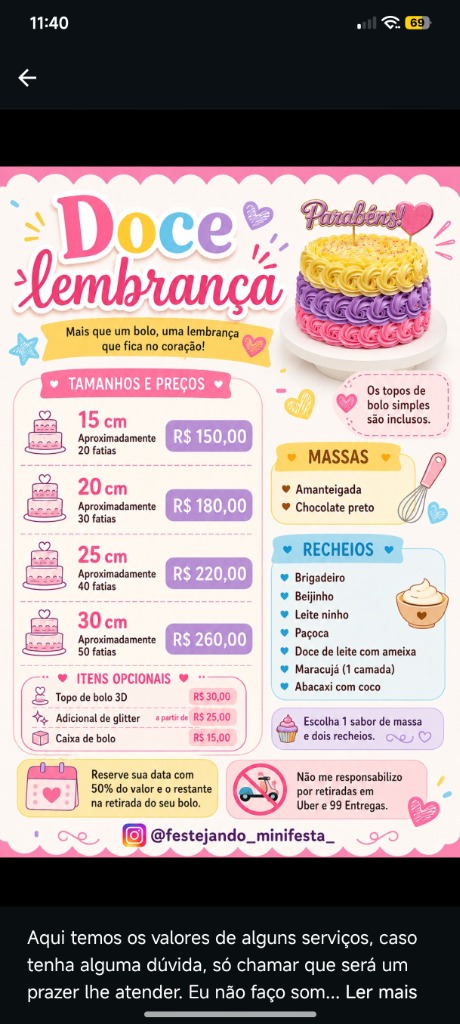 11:40
69
Doce
lembrança
Parabéns!
Mais que um bolo, uma lembrança
que fica no coração!
TAMANHOS E PREÇOS
15 cm
Aproximadamente
20 fatias
R$ 150,00
20 cm
Aproximadamente
30 fatias
R$ 180,00
25 cm
Aproximadamente
40 fatias
R$ 220,00
30 cm
Aproximadamente
50 fatias
R$ 260,00
ITENS OPCIONAIS
Topo de bolo 3D R$ 30,00
Adicional de glitter a partir de R$ 25,00
Caixa de bolo R$ 15,00
Os topos de
bolo simples
são inclusos.
MASSAS
Amanteigada
Chocolate preto
RECHEIOS
Brigadeiro
Beijinho
Leite ninho
Paçoca
Doce de leite com ameixa
Maracujá (1 camada)
Abacaxi com coco
Escolha 1 sabor de massa
e dois recheios.
Reserve sua data com
50% do valor e o restante
na retirada do seu bolo.
Não me responsabilizo
por retiradas em
Uber e 99 Entregas.
@festejando_minifesta_
Aqui temos os valores de alguns serviços, caso
tenha alguma dúvida, só chamar que será um
prazer lhe atender. Eu não faço som... Ler mais